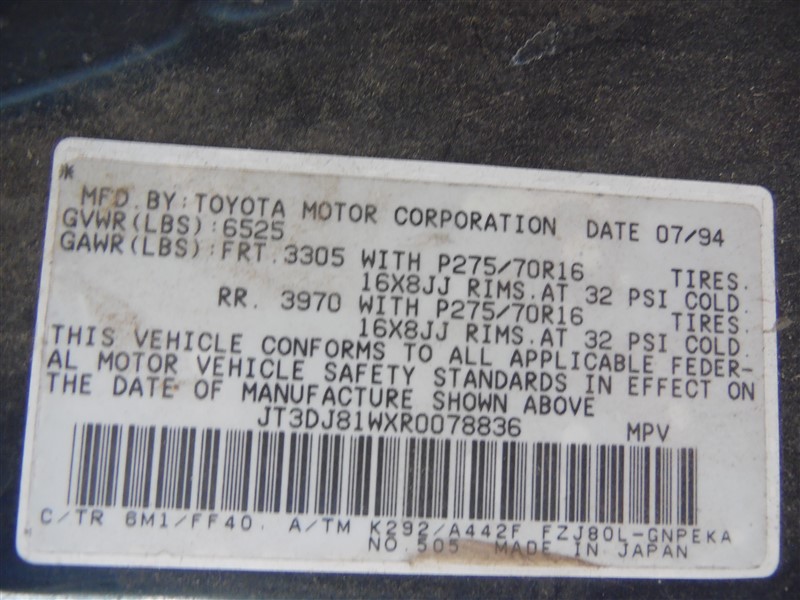 *
MFD. BY: TOYOTA MOTOR CORPORATION DATE 07/94
GVWR(LBS): 6525
GAWR(LBS): FRT. 3305 WITH P275/70R16 TIRES.
16X8JJ RIMS. AT 32 PSI COLD.
RR. 3970 WITH P275/70R16 TIRES.
16X8JJ RIMS. AT 32 PSI COLD.
THIS VEHICLE CONFORMS TO ALL APPLICABLE FEDER-
AL MOTOR VEHICLE SAFETY STANDARDS IN EFFECT ON
THE DATE OF MANUFACTURE SHOWN ABOVE
JT3DJ81WXR0078836 MPV
C/TR 6M1/FF40. A/TM K292/A442F FZJ80L-GNPEKA
NO.505 MADE IN JAPAN